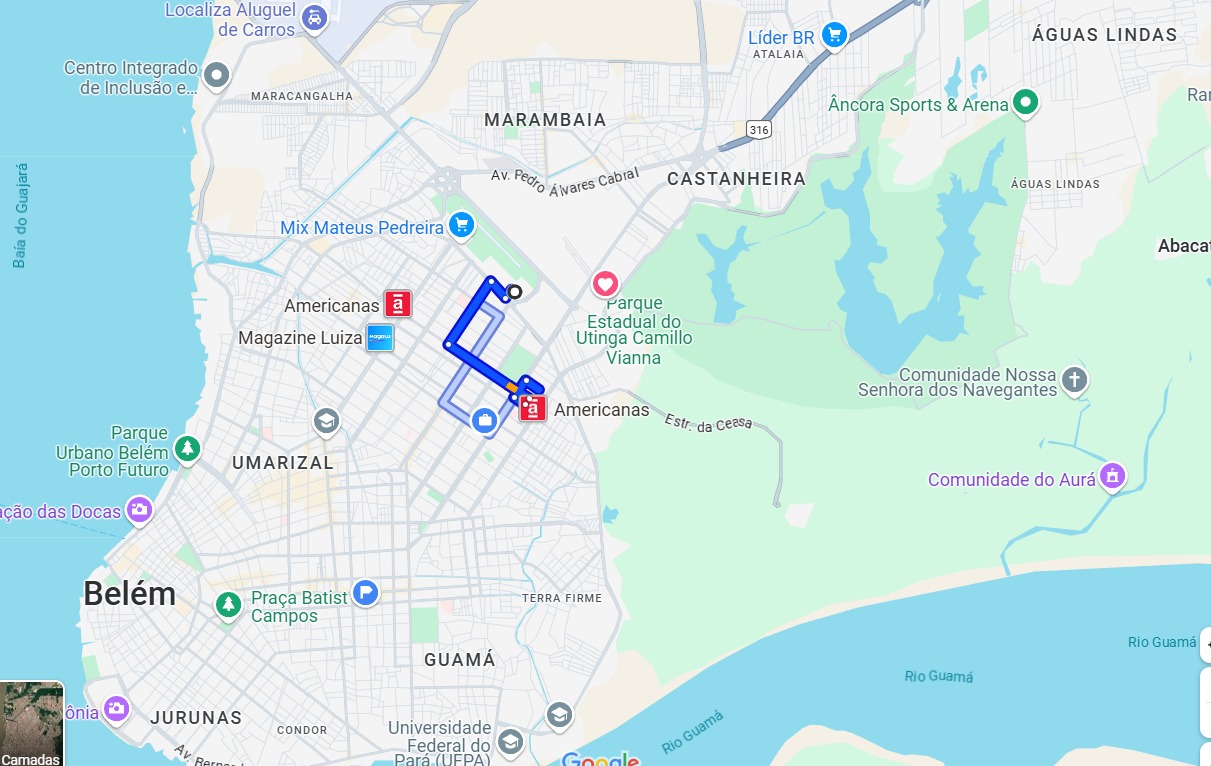 Localiza Aluguel
de Carros
Líder BR
ATALAIA
ÁGUAS LINDAS
Centro Integrado
de Inclusão e...
MARACANGALHA
Âncora Sports & Arena
MARAMBAIA
316
Av. Pedro Álvares Cabral
CASTANHEIRA
ÁGUAS LINDAS
Baía do Guajará
Mix Mateus Pedreira
Abacat
Americanas
Parque
Estadual do
Utinga Camillo
Vianna
Magazine Luiza
Comunidade Nossa
Senhora dos Navegantes
Americanas
Estr. da Ceasa
Parque
Urbano Belém
Porto Futuro
UMARIZAL
Comunidade do Aurá
ação das Docas
Belém
Praça Batist
Campos
TERRA FIRME
Rio Guamá
GUAMÁ
Rio Guamá
ônia
JURUNAS
CONDOR
Universidade
Federal do
Pará (UFPA)
Rio Guamá
Av. Bernar
Camadas
Google